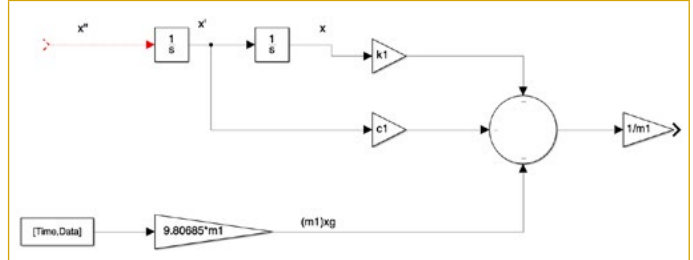 x" x' x
1
s
1
s
k1
c1
1/m1
(m1)xg
[Time,Data]
9.80685*m1